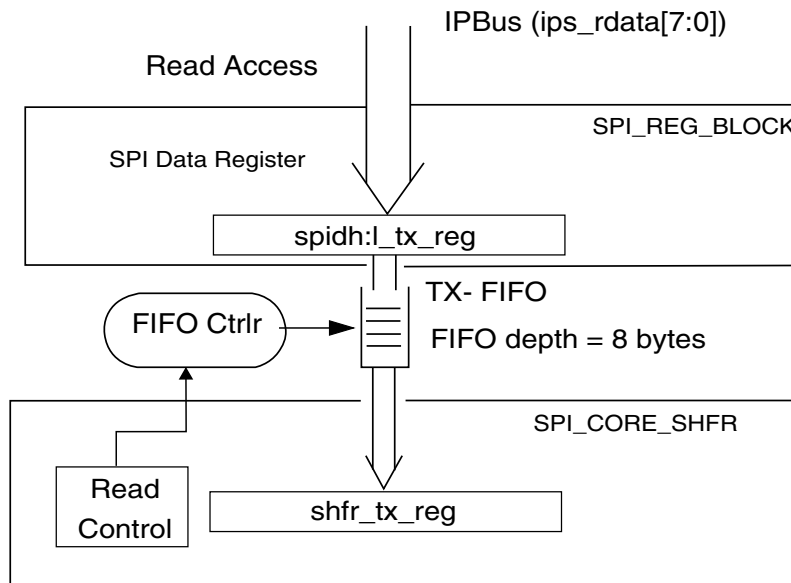 IPBus (ips_rdata[7:0])
Read Access
SPI_REG_BLOCK
SPI Data Register
spidh:l_tx_reg
TX- FIFO
FIFO Ctrlr
FIFO depth = 8 bytes
SPI_CORE_SHFR
Read
Control
shfr_tx_reg